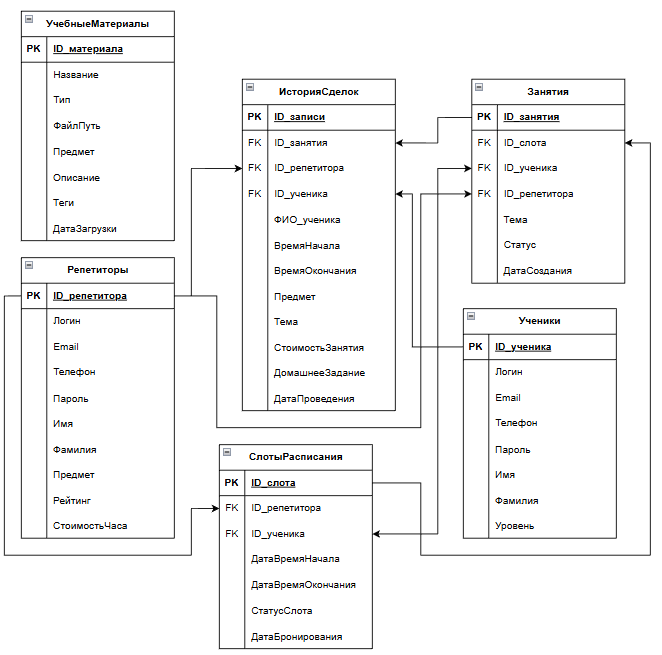 УчебныеМатериалы
PK ID_материала
Название
Тип
ФайлПуть
Предмет
Описание
Теги
ДатаЗагрузки
ИсторияСделок
PK ID_записи
FK ID_занятия
FK ID_репетитора
FK ID_ученика
ФИО_ученика
ВремяНачала
ВремяОкончания
Предмет
Тема
СтоимостьЗанятия
ДомашнееЗадание
ДатаПроведения
Занятия
PK ID_занятия
FK ID_слота
FK ID_ученика
FK ID_репетитора
Тема
Статус
ДатаСоздания
Репетиторы
PK ID_репетитора
Логин
Email
Телефон
Пароль
Имя
Фамилия
Предмет
Рейтинг
СтоимостьЧаса
Ученики
PK ID_ученика
Логин
Email
Телефон
Пароль
Имя
Фамилия
Уровень
СлотыРасписания
PK ID_слота
FK ID_репетитора
FK ID_ученика
ДатаВремяНачала
ДатаВремяОкончания
СтатусСлота
ДатаБронирования